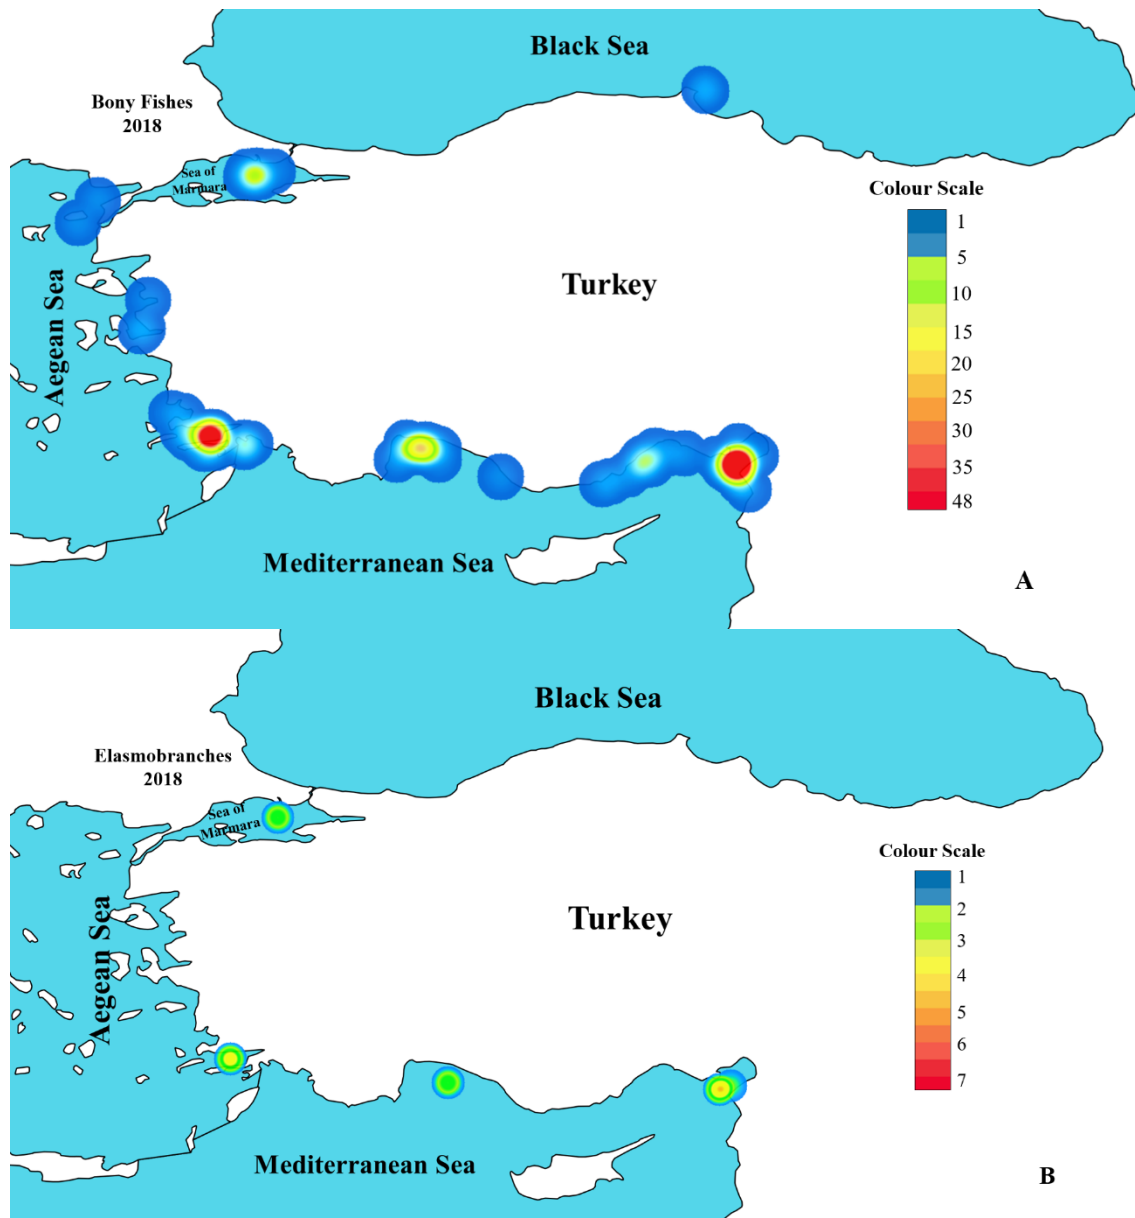 Black Sea
Bony Fishes
2018
Sea of
Marmara
Colour Scale
1
5
10
15
20
25
30
35
48
Turkey
Aegean Sea
Mediterranean Sea
A
Black Sea
Elasmobranches
2018
Sea of
Marmara
Colour Scale
1
2
3
4
5
6
7
Turkey
Aegean Sea
Mediterranean Sea
B